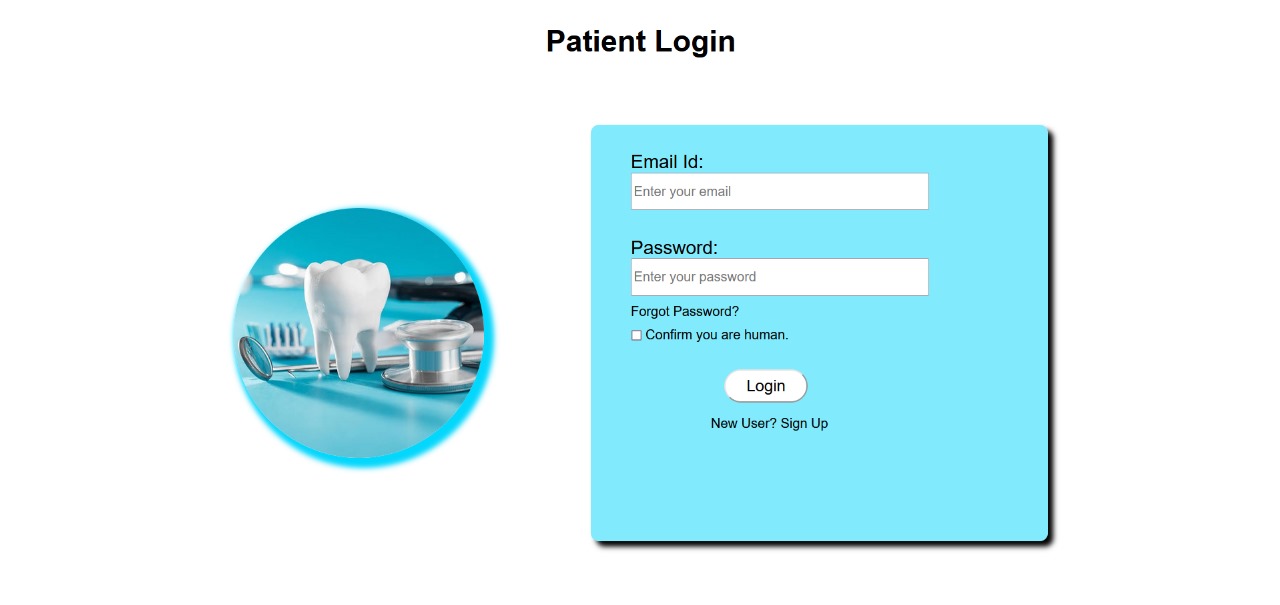 Patient Login
Email Id:
Enter your email
Password:
Enter your password
Forgot Password?
Confirm you are human.
Login
New User? Sign Up